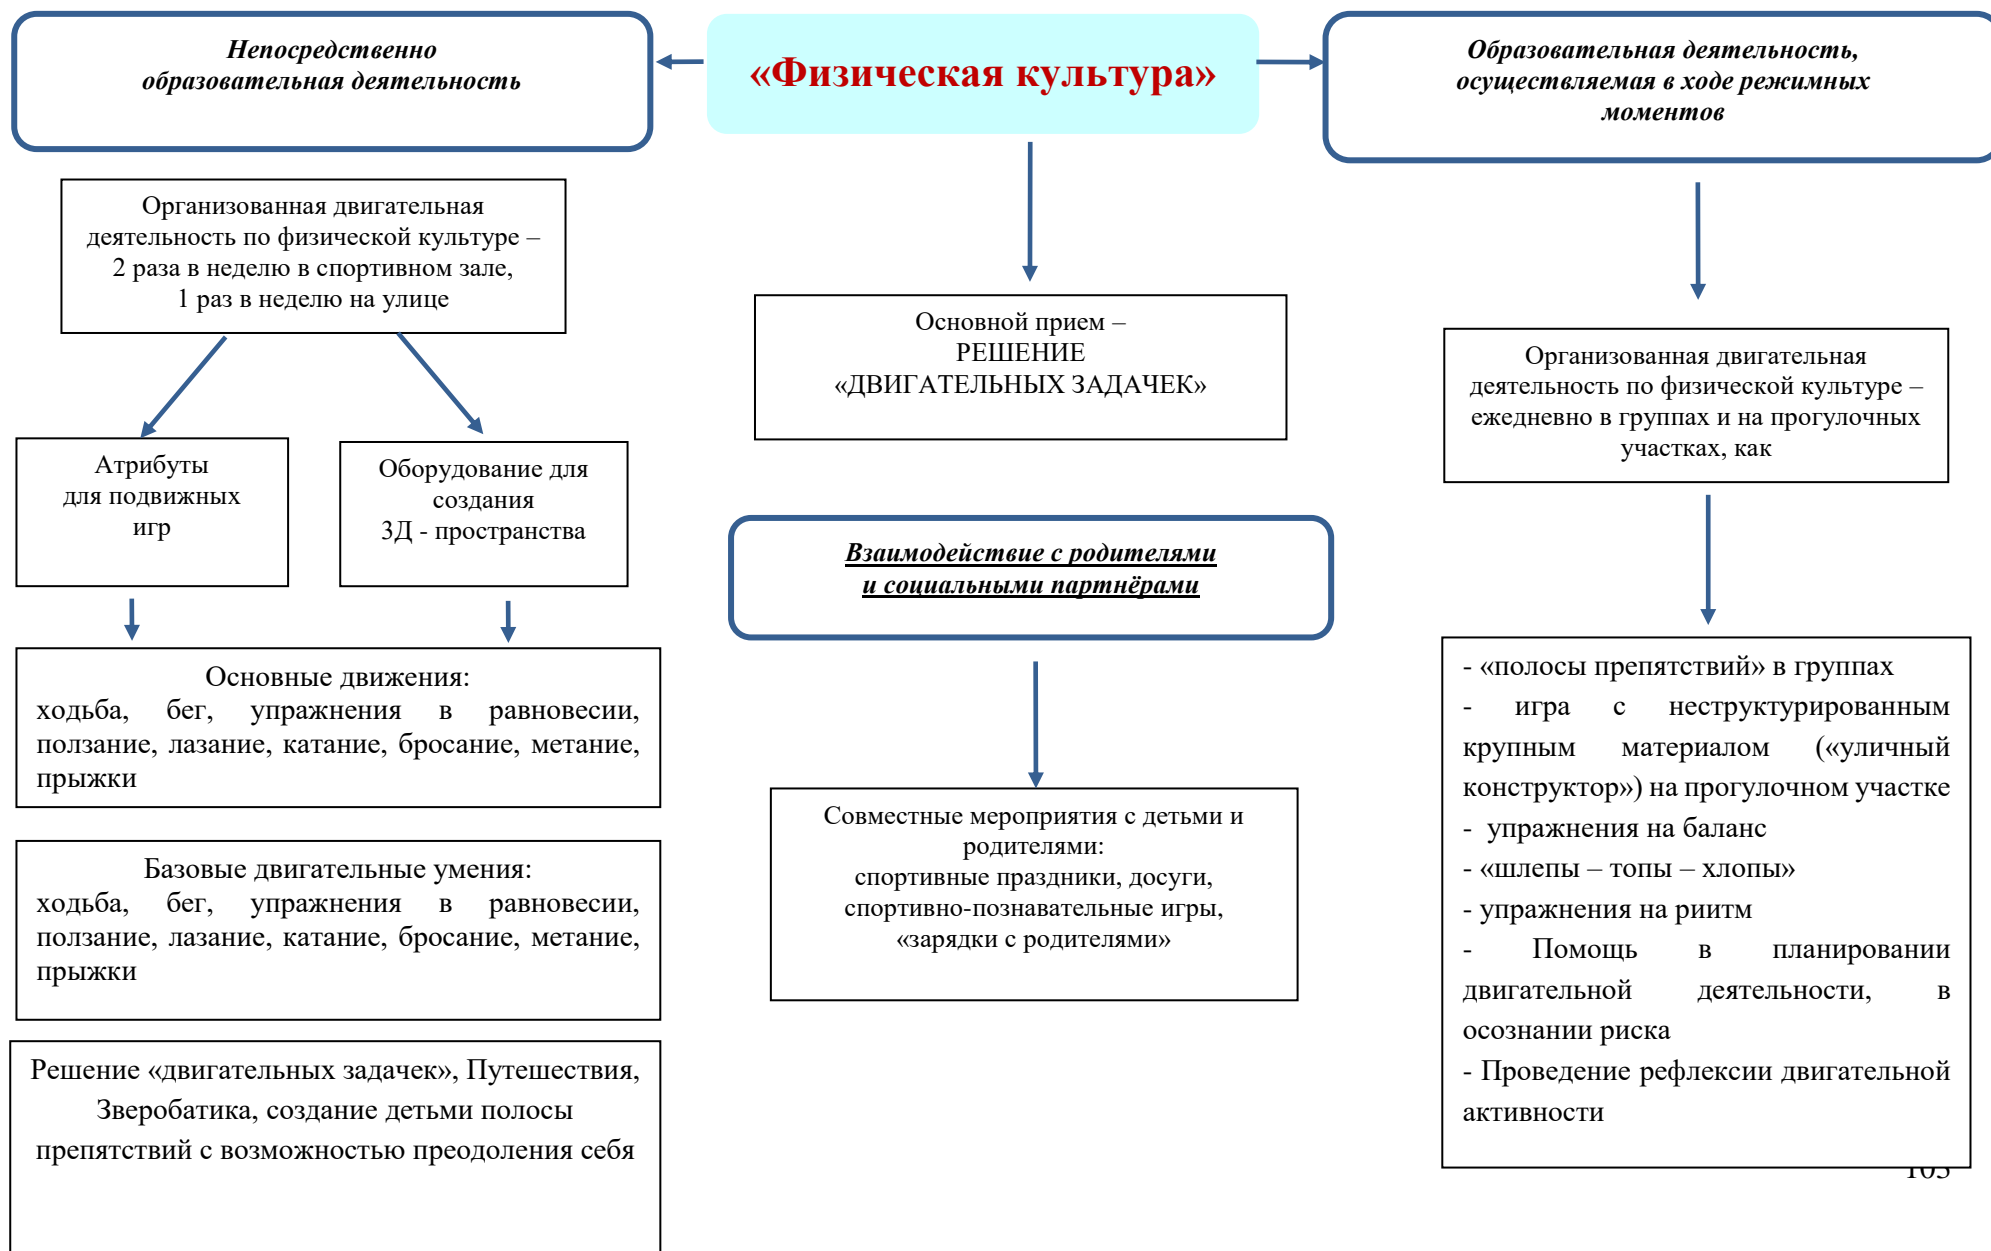 Непосредственно
образовательная деятельность
«Физическая культура»
Образовательная деятельность,
осуществляемая в ходе режимных
моментов
Организованная двигательная
деятельность по физической культуре –
2 раза в неделю в спортивном зале,
1 раз в неделю на улице
Атрибуты
для подвижных
игр
Оборудование для
создания
3Д - пространства
Основные движения:
ходьба, бег, упражнения в равновесии,
ползание, лазание, катание, бросание, метание,
прыжки
Базовые двигательные умения:
ходьба, бег, упражнения в равновесии,
ползание, лазание, катание, бросание, метание,
прыжки
Решение «двигательных задачек», Путешествия,
Зверобатика, создание детьми полосы
препятствий с возможностью преодоления себя
Основной прием –
РЕШЕНИЕ
«ДВИГАТЕЛЬНЫХ ЗАДАЧЕК»
Взаимодействие с родителями
и социальными партнёрами
Совместные мероприятия с детьми и
родителями:
спортивные праздники, досуги,
спортивно-познавательные игры,
«зарядки с родителями»
Организованная двигательная
деятельность по физической культуре –
ежедневно в группах и на прогулочных
участках, как
- «полосы препятствий» в группах
- игра с неструктурированным
крупным материалом («уличный
конструктор») на прогулочном участке
- упражнения на баланс
- «шлепы – топы – хлопы»
- упражнения на риитм
- Помощь в планировании
двигательной деятельности, в
осознании риска
- Проведение рефлексии двигательной
активности